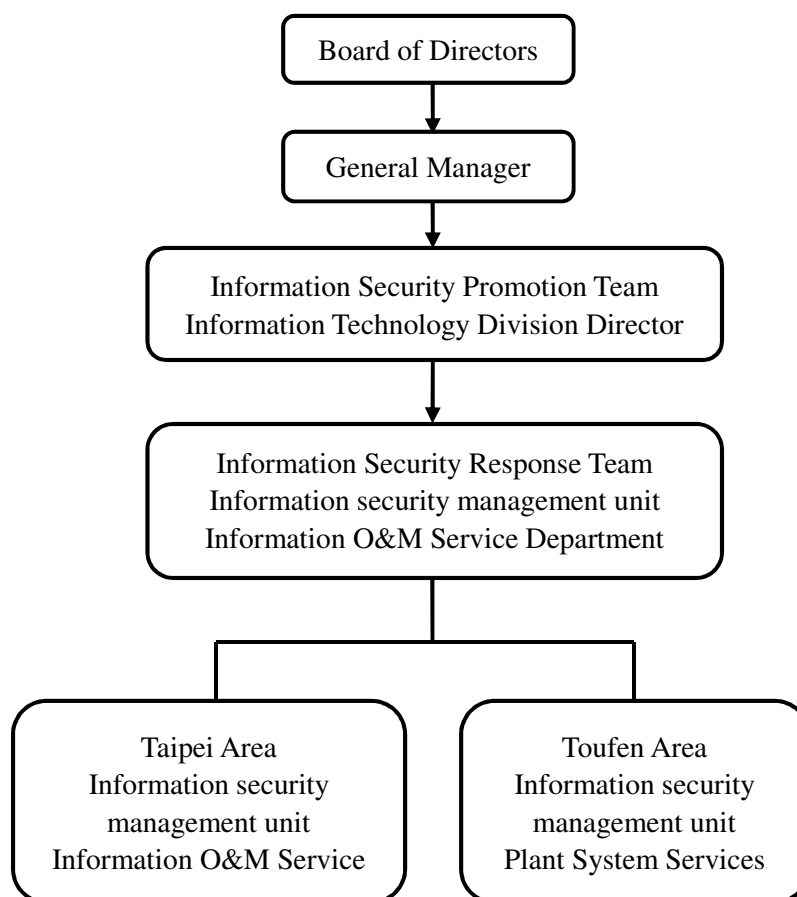 Board of Directors
General Manager
Information Security Promotion Team
Information Technology Division Director
Information Security Response Team
Information security management unit
Information O&M Service Department
Taipei Area
Information security
management unit
Information O&M Service
Toufen Area
Information security
management unit
Plant System Services